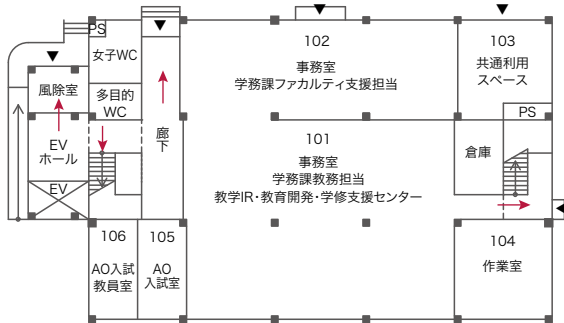 PS
女子WC
多目的
WC
風除室
EV
ホール
EV
廊
下
102
事務室
学務課ファカルティ支援担当
103
共通利用
スペース
PS
101
事務室
学務課教務担当
教学IR・教育開発・学修支援センター
倉庫
106
AO入試
教員室
105
AO
入試室
104
作業室